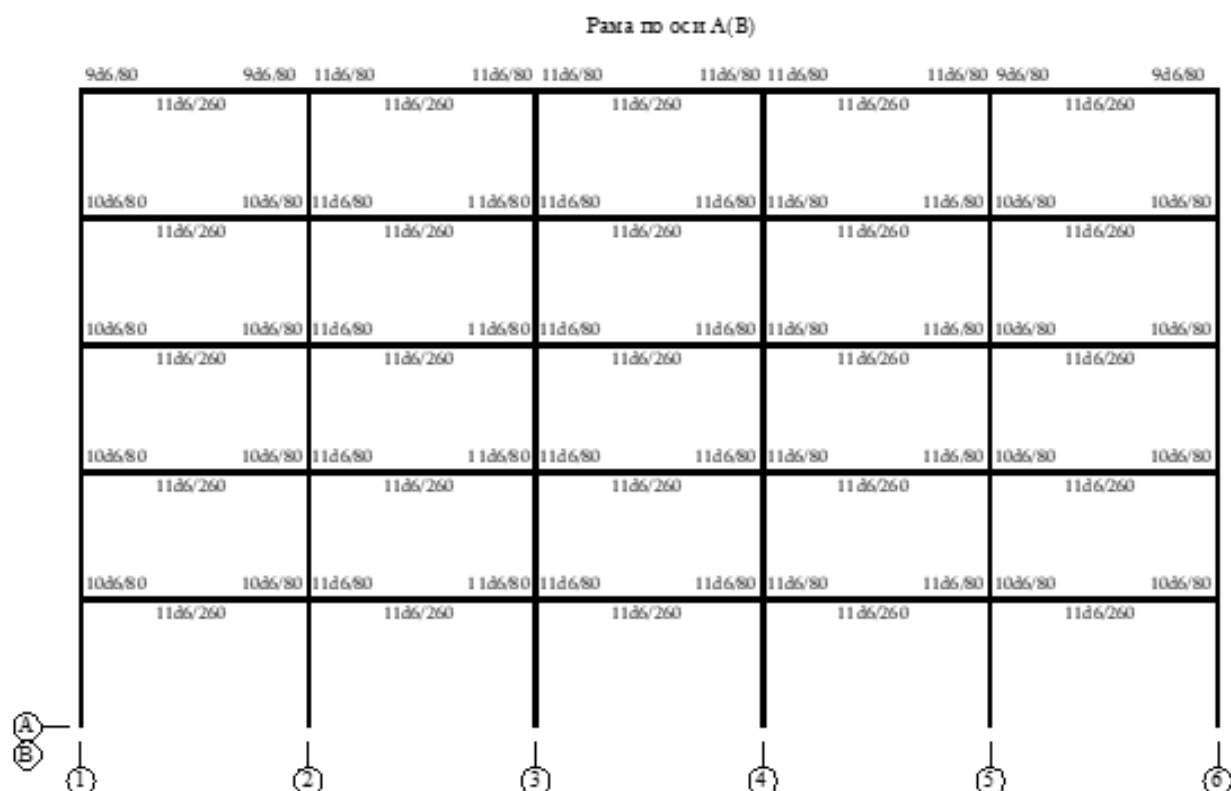 Рама по оси А(В)
9d6/80 9d6/80 11d6/80 11d6/80 11d6/80 11d6/80 11d6/80 11d6/80 9d6/80 9d6/80
11d6/260 11d6/260 11d6/260 11d6/260 11d6/260
10d6/80 10d6/80 11d6/80 11d6/80 11d6/80 11d6/80 11d6/80 11d6/80 10d6/80 10d6/80
11d6/260 11d6/260 11d6/260 11d6/260 11d6/260
10d6/80 10d6/80 11d6/80 11d6/80 11d6/80 11d6/80 11d6/80 11d6/80 10d6/80 10d6/80
11d6/260 11d6/260 11d6/260 11d6/260 11d6/260
10d6/80 10d6/80 11d6/80 11d6/80 11d6/80 11d6/80 11d6/80 11d6/80 10d6/80 10d6/80
11d6/260 11d6/260 11d6/260 11d6/260 11d6/260
10d6/80 10d6/80 11d6/80 11d6/80 11d6/80 11d6/80 11d6/80 11d6/80 10d6/80 10d6/80
11d6/260 11d6/260 11d6/260 11d6/260 11d6/260
А
В
1 2 3 4 5 6